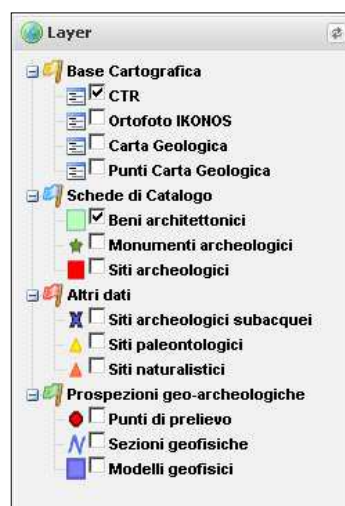 Layer
Base Cartografica
CTR
Ortofoto IKONOS
Carta Geologica
Punti Carta Geologica
Schede di Catalogo
Beni architettonici
Monumenti archeologici
Siti archeologici
Altri dati
Siti archeologici subacquei
Siti paleontologici
Siti naturalistici
Prospezioni geo-archeologiche
Punti di prelievo
Sezioni geofisiche
Modelli geofisici